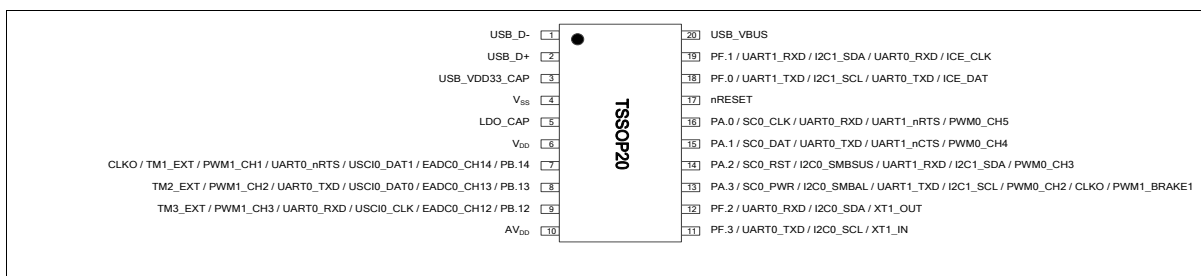 USB_D- 1
USB_D+ 2
USB_VDD33_CAP 3
VSS 4
LDO_CAP 5
VDD 6
CLKO / TM1_EXT / PWM1_CH1 / UART0_nRTS / USCI0_DAT1 / EADC0_CH14 / PB.14 7
TM2_EXT / PWM1_CH2 / UART0_TXD / USCI0_DAT0 / EADC0_CH13 / PB.13 8
TM3_EXT / PWM1_CH3 / UART0_RXD / USCI0_CLK / EADC0_CH12 / PB.12 9
AVDD 10
TSSOP20
20 USB_VBUS
19 PF.1 / UART1_RXD / I2C1_SDA / UART0_RXD / ICE_CLK
18 PF.0 / UART1_TXD / I2C1_SCL / UART0_TXD / ICE_DAT
17 nRESET
16 PA.0 / SC0_CLK / UART0_RXD / UART1_nRTS / PWM0_CH5
15 PA.1 / SC0_DAT / UART0_TXD / UART1_nCTS / PWM0_CH4
14 PA.2 / SC0_RST / I2C0_SMBSUS / UART1_RXD / I2C1_SDA / PWM0_CH3
13 PA.3 / SC0_PWR / I2C0_SMBAL / UART1_TXD / I2C1_SCL / PWM0_CH2 / CLKO / PWM1_BRAKE1
12 PF.2 / UART0_RXD / I2C0_SDA / XT1_OUT
11 PF.3 / UART0_TXD / I2C0_SCL / XT1_IN